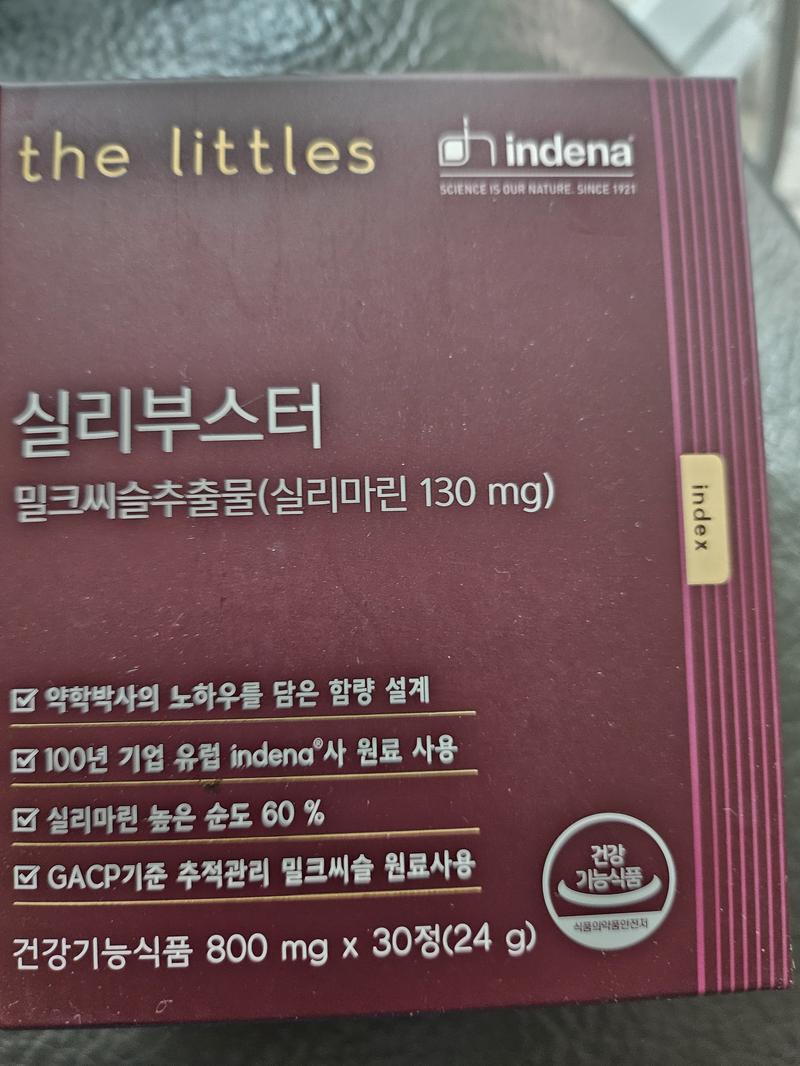 the littles
indena
SCIENCE IS OUR NATURE. SINCE 1921
실리부스터
밀크씨슬추출물(실리마린 130 mg)
index
☑ 약학박사의 노하우를 담은 함량 설계
☑ 100년 기업 유럽 indena®사 원료 사용
☑ 실리마린 높은 순도 60 %
☑ GACP기준 추적관리 밀크씨슬 원료사용
건강
기능식품
식품의약품안전처
건강기능식품 800 mg x 30정(24 g)